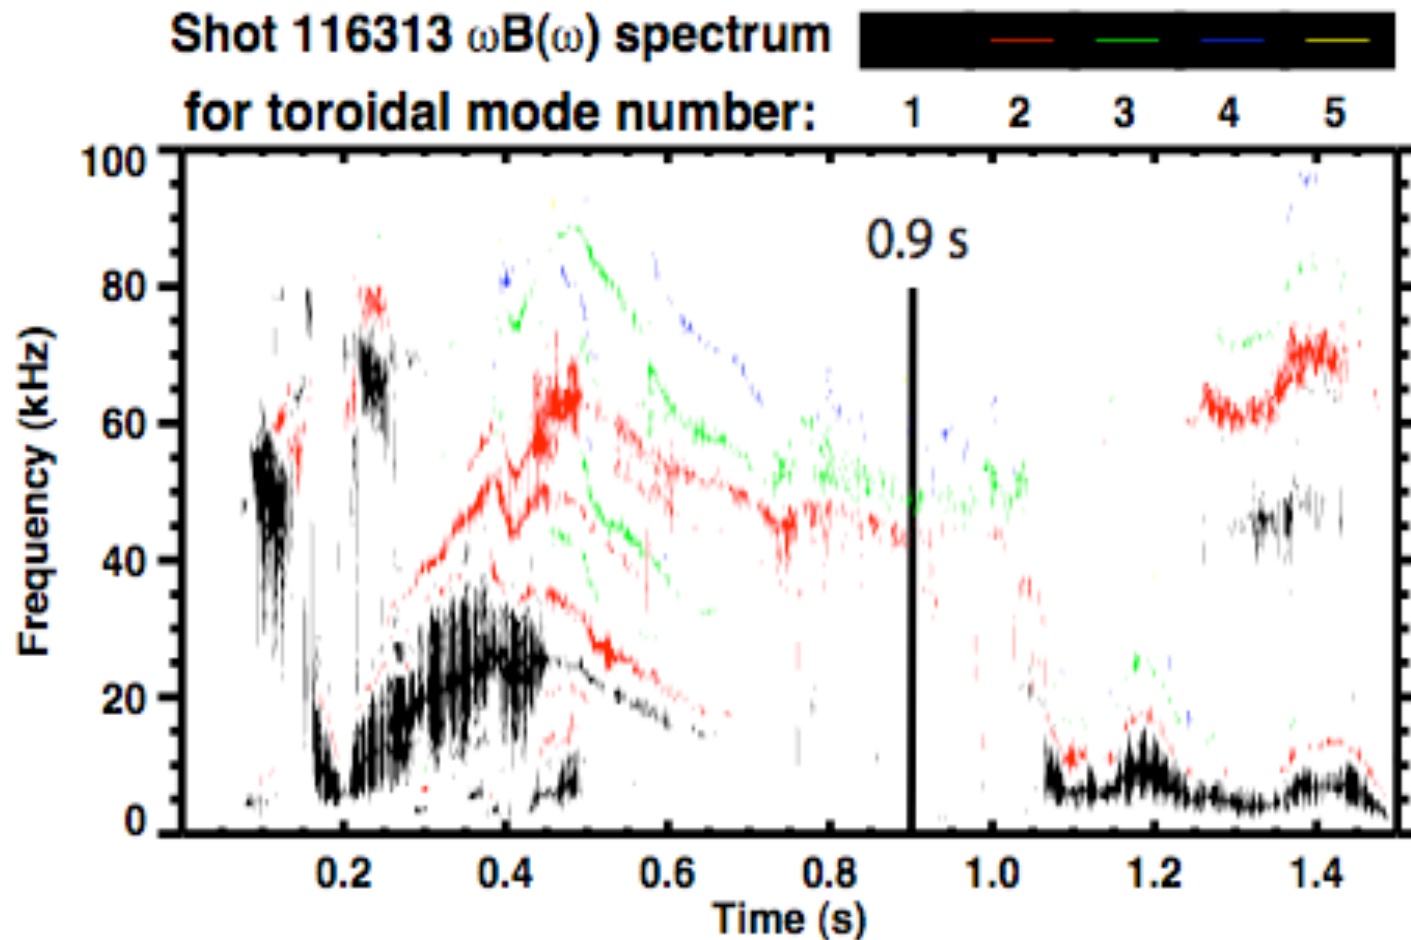 Shot 116313 ωB(ω) spectrum
for toroidal mode number: 1 2 3 4 5
100
80
60
40
20
0
Frequency (kHz)
0.9 s
0.2 0.4 0.6 0.8 1.0 1.2 1.4
Time (s)